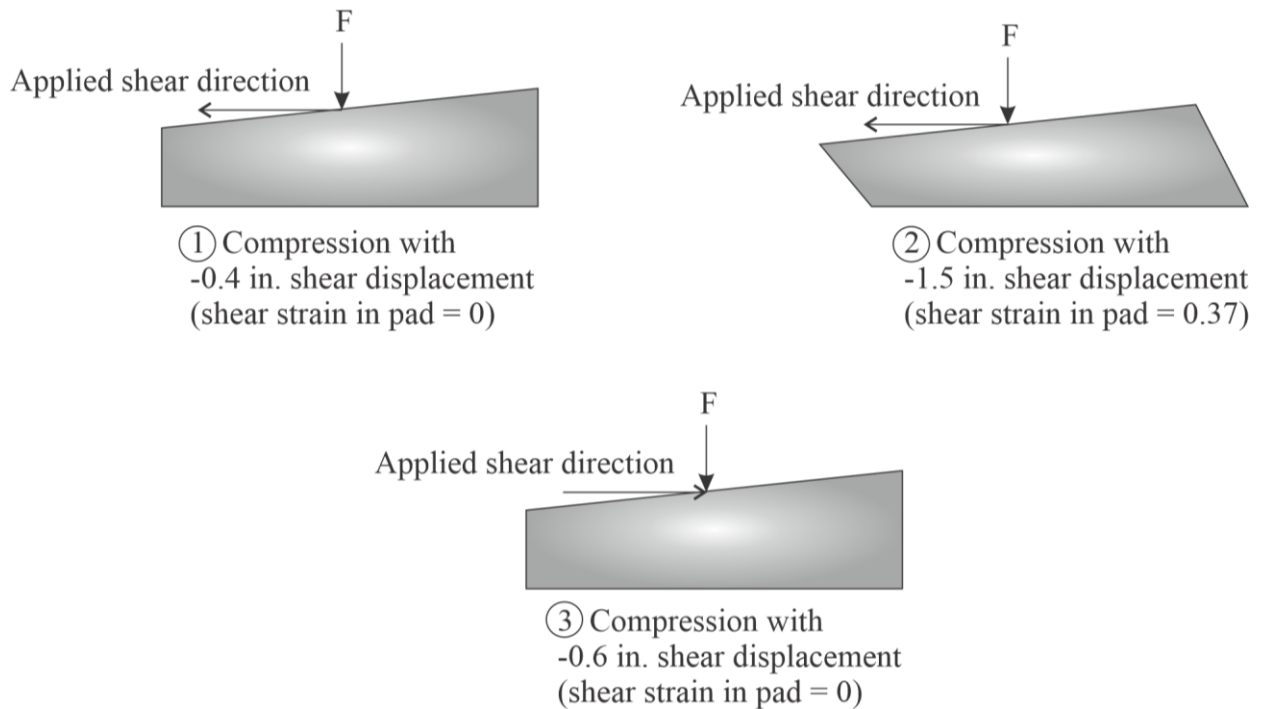 F
Applied shear direction
① Compression with
-0.4 in. shear displacement
(shear strain in pad = 0)
F
Applied shear direction
② Compression with
-1.5 in. shear displacement
(shear strain in pad = 0.37)
F
Applied shear direction
③ Compression with
-0.6 in. shear displacement
(shear strain in pad = 0)